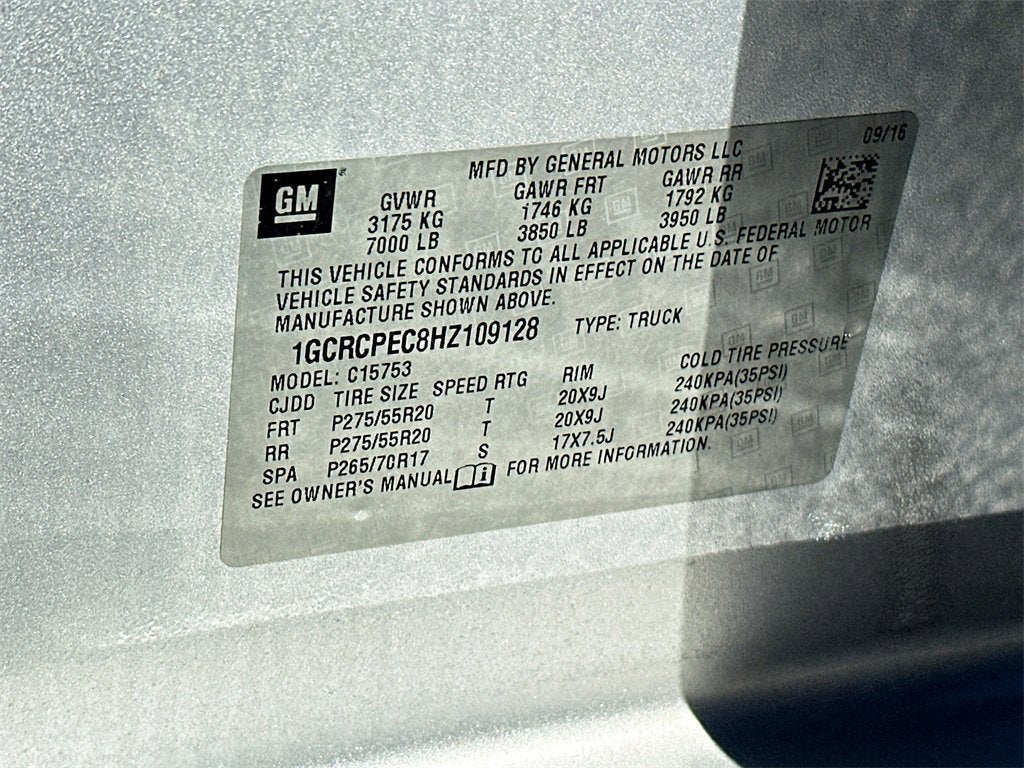 09/16
MFD BY GENERAL MOTORS LLC
GM
GVWR GAWR FRT GAWR RR
3175 KG 1746 KG 1792 KG
7000 LB 3850 LB 3950 LB
THIS VEHICLE CONFORMS TO ALL APPLICABLE U.S. FEDERAL MOTOR
VEHICLE SAFETY STANDARDS IN EFFECT ON THE DATE OF
MANUFACTURE SHOWN ABOVE.
1GCRCPEC8HZ109128 TYPE: TRUCK
MODEL: C15753
CJDD TIRE SIZE SPEED RTG RIM COLD TIRE PRESSURE
FRT P275/55R20 T 20X9J 240KPA(35PSI)
RR P275/55R20 T 20X9J 240KPA(35PSI)
SPA P265/70R17 S 17X7.5J 240KPA(35PSI)
SEE OWNER'S MANUAL FOR MORE INFORMATION.